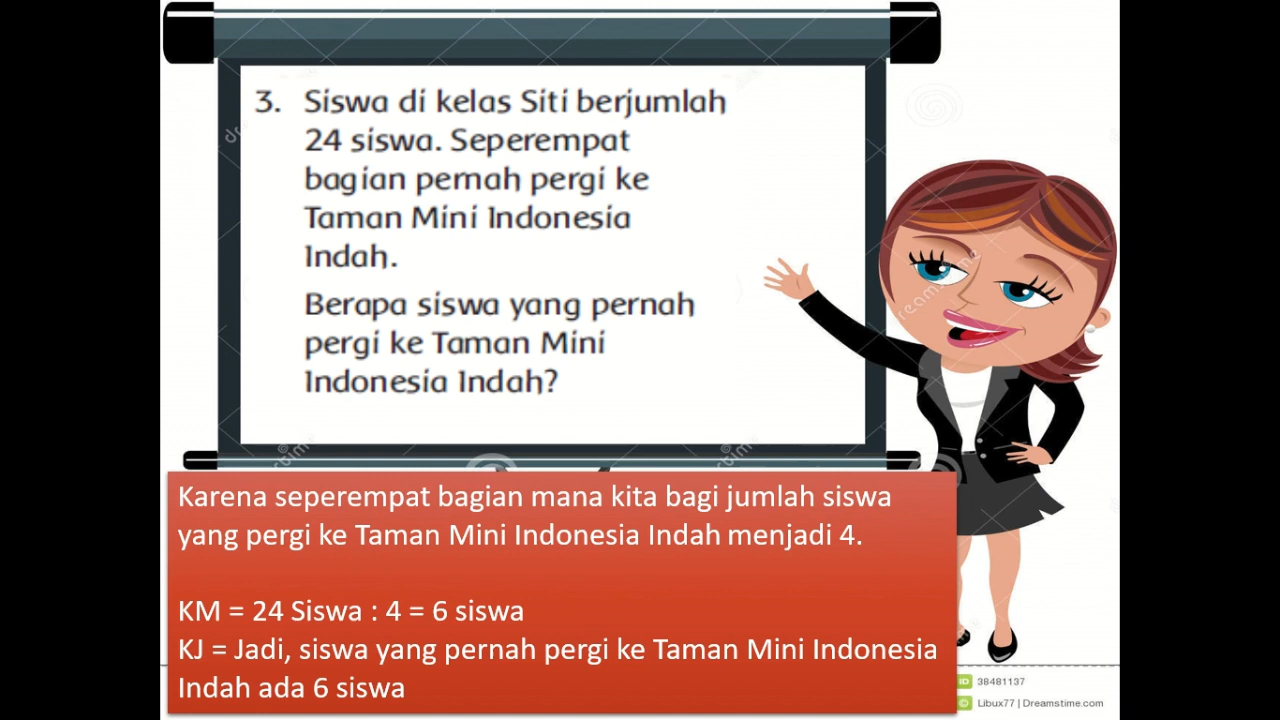 3. Siswa di kelas Siti berjumlah
24 siswa. Seperempat
bagian pernah pergi ke
Taman Mini Indonesia
Indah.
Berapa siswa yang pernah
pergi ke Taman Mini
Indonesia Indah?
Karena seperempat bagian mana kita bagi jumlah siswa
yang pergi ke Taman Mini Indonesia Indah menjadi 4.
KM = 24 Siswa : 4 = 6 siswa
KJ = Jadi, siswa yang pernah pergi ke Taman Mini Indonesia
Indah ada 6 siswa
ID 38481137
© Libux77 | Dreamstime.com